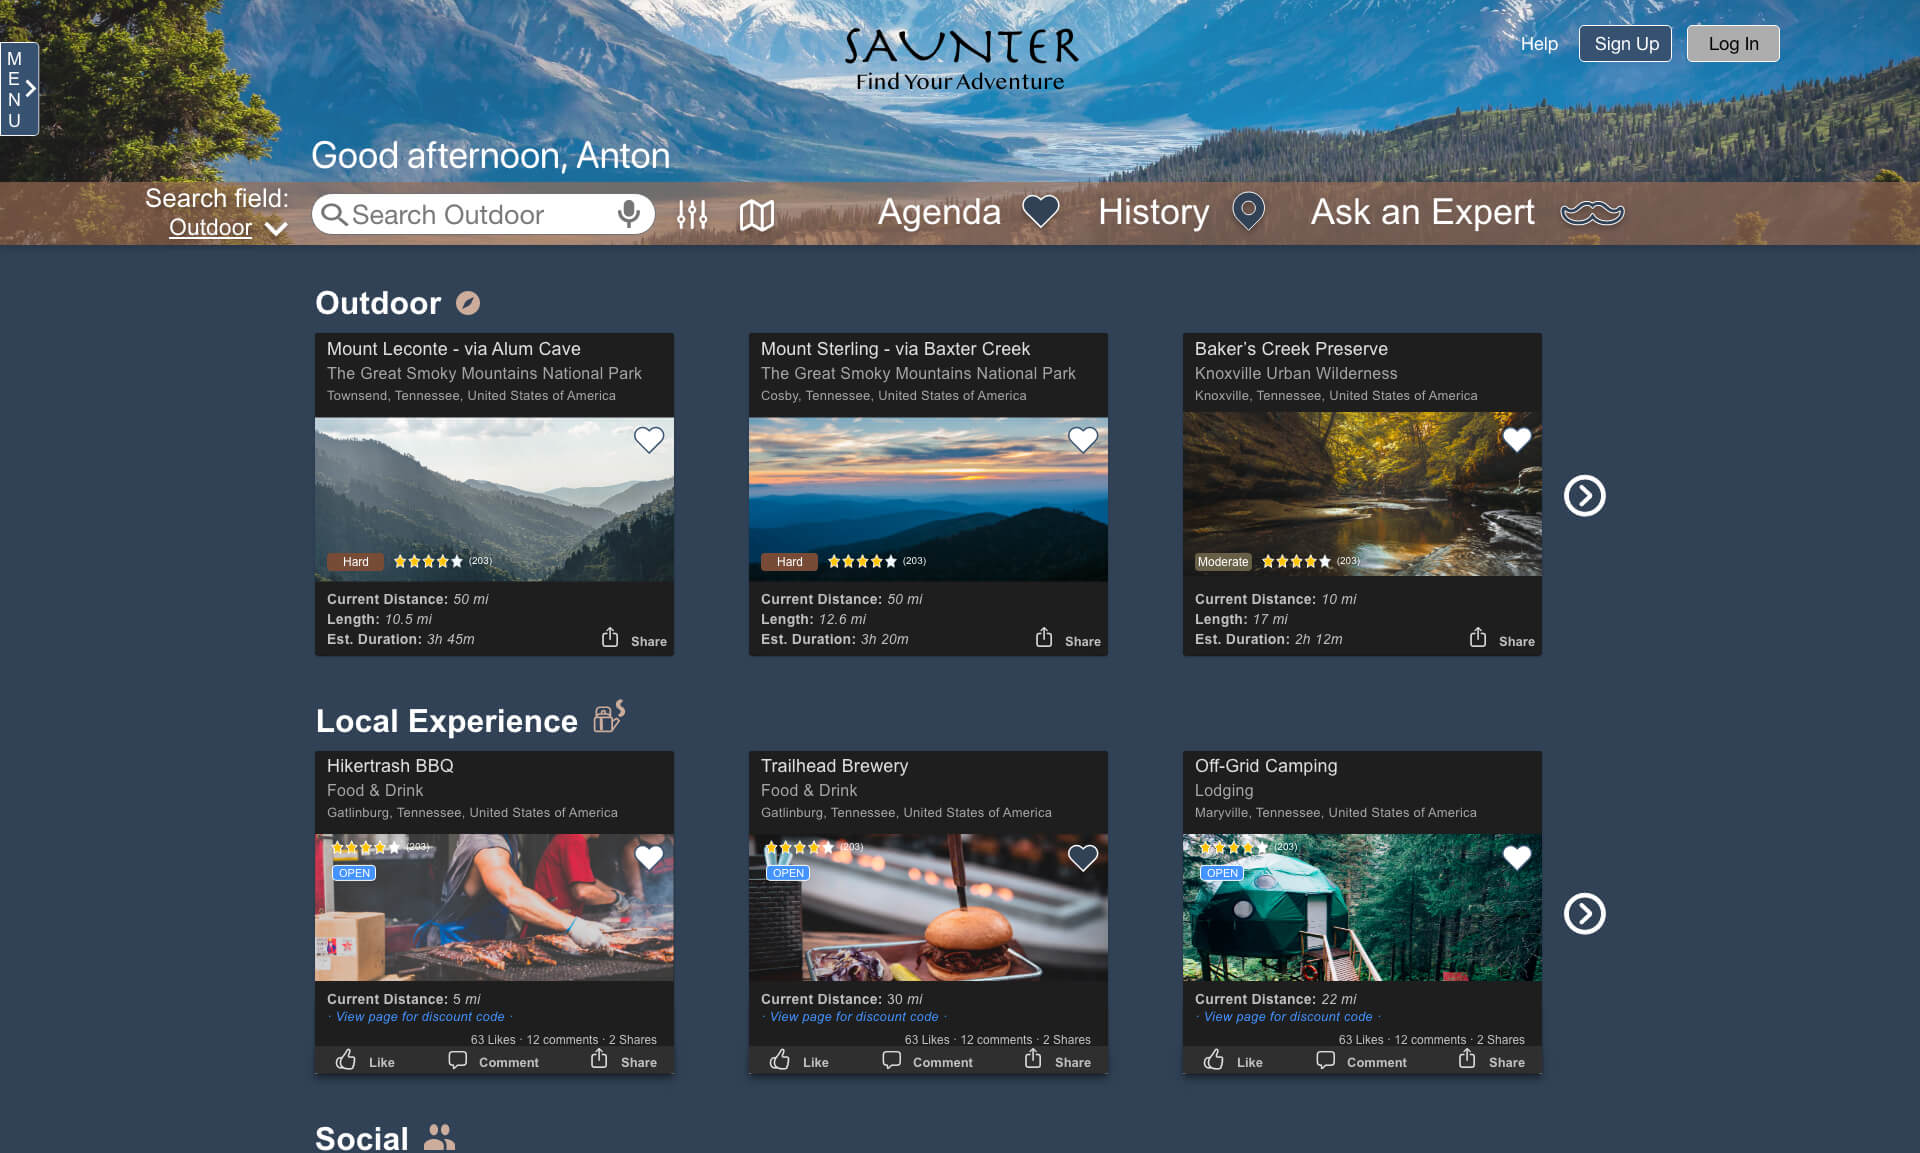 SAUNTER
Find Your Adventure
Help
Sign Up
Log In
MENU
Good afternoon, Anton
Search field:
Outdoor
Search Outdoor
Agenda
History
Ask an Expert
Outdoor
Mount Leconte - via Alum Cave
The Great Smoky Mountains National Park
Townsend, Tennessee, United States of America
Hard
(203)
Current Distance: 50 mi
Length: 10.5 mi
Est. Duration: 3h 45m
Share
Mount Sterling - via Baxter Creek
The Great Smoky Mountains National Park
Cosby, Tennessee, United States of America
Hard
(203)
Current Distance: 50 mi
Length: 12.6 mi
Est. Duration: 3h 20m
Share
Baker's Creek Preserve
Knoxville Urban Wilderness
Knoxville, Tennessee, United States of America
Moderate
(203)
Current Distance: 10 mi
Length: 17 mi
Est. Duration: 2h 12m
Share
Local Experience
Hikertrash BBQ
Food & Drink
Gatlinburg, Tennessee, United States of America
(203)
OPEN
Current Distance: 5 mi
· View page for discount code ·
63 Likes · 12 comments · 2 Shares
Like
Comment
Share
Trailhead Brewery
Food & Drink
Gatlinburg, Tennessee, United States of America
(203)
OPEN
Current Distance: 30 mi
· View page for discount code ·
63 Likes · 12 comments · 2 Shares
Like
Comment
Share
Off-Grid Camping
Lodging
Maryville, Tennessee, United States of America
(203)
OPEN
Current Distance: 22 mi
· View page for discount code ·
63 Likes · 12 comments · 2 Shares
Like
Comment
Share
Social